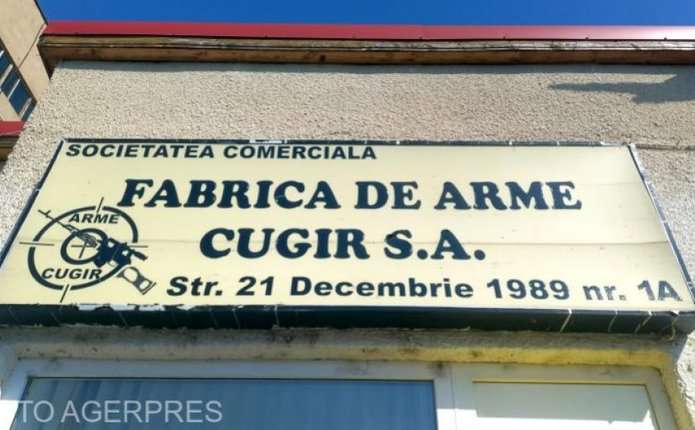 SOCIETATEA COMERCIALA
FABRICA DE ARME
CUGIR S.A.
ARME
CUGIR
Str. 21 Decembrie 1989 nr. 1A
TO AGERPRES